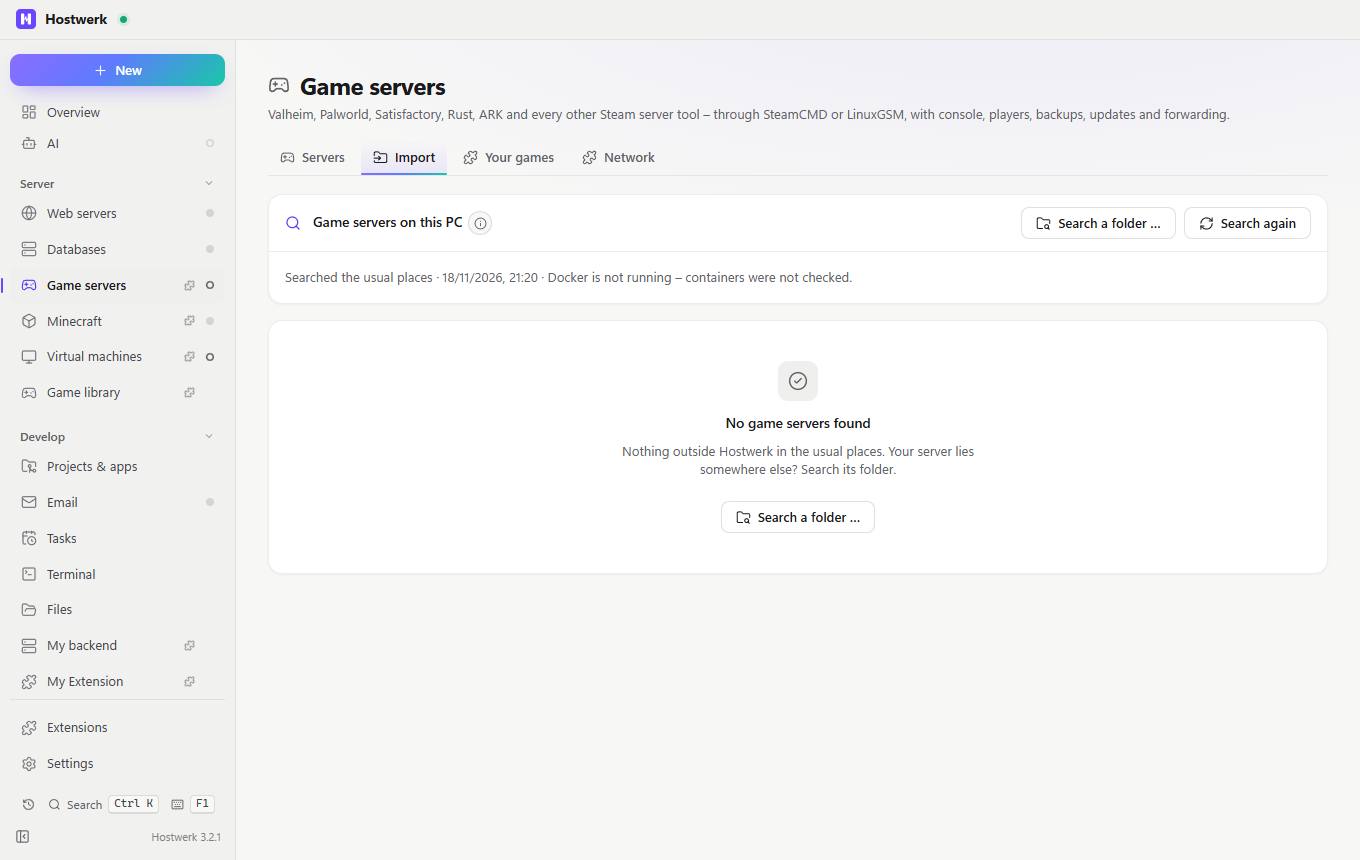 Hostwerk
New
Overview
AI
Server
Web servers
Databases
Game servers
Minecraft
Virtual machines
Game library
Develop
Projects & apps
Email
Tasks
Terminal
Files
My backend
My Extension
Extensions
Settings
Search Ctrl K F1
Hostwerk 3.2.1
Game servers
Valheim, Palworld, Satisfactory, Rust, ARK and every other Steam server tool – through SteamCMD or LinuxGSM, with console, players, backups, updates and forwarding.
Servers Import Your games Network
Game servers on this PC
Search a folder ... Search again
Searched the usual places · 18/11/2026, 21:20 · Docker is not running – containers were not checked.
No game servers found
Nothing outside Hostwerk in the usual places. Your server lies
somewhere else? Search its folder.
Search a folder ...